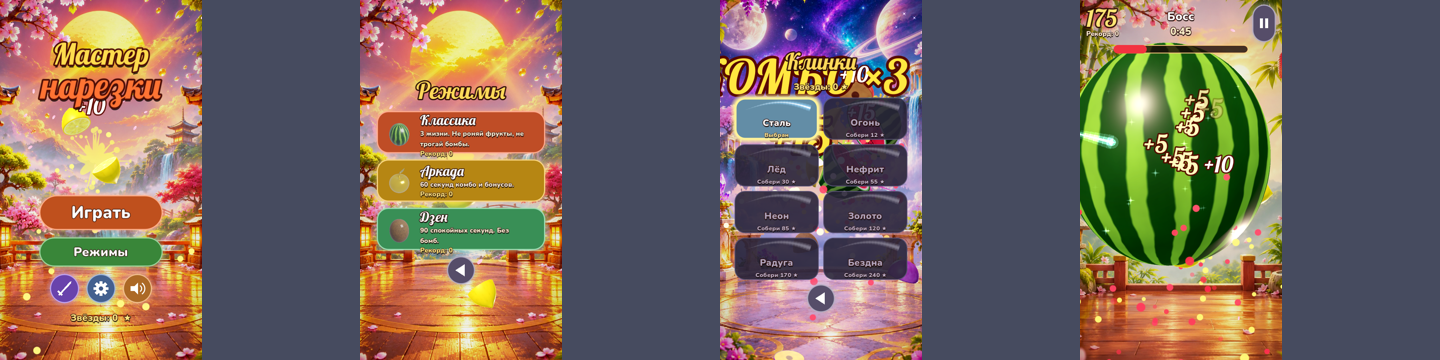 Мастер
нарезки
+10
Играть
Режимы
Звёзды: 0 ★
Режимы
Классика
3 жизни. Не роняй фрукты, не
трогай бомбы.
Рекорд: 0
Аркада
60 секунд комбо и бонусов.
Рекорд: 0
Дзен
90 спокойных секунд. Без
бомб.
Рекорд: 0
Клинки
×3
+10
Звёзды: 0 ★
Сталь
Выбран
Огонь
Собери 12 ★
Лёд
Собери 30 ★
Нефрит
Собери 55 ★
Неон
Собери 85 ★
Золото
Собери 120 ★
Радуга
Собери 170 ★
Бездна
Собери 240 ★
175
Рекорд: 0
Босс
0:45
+5
+5
+5
+5
+5
+10